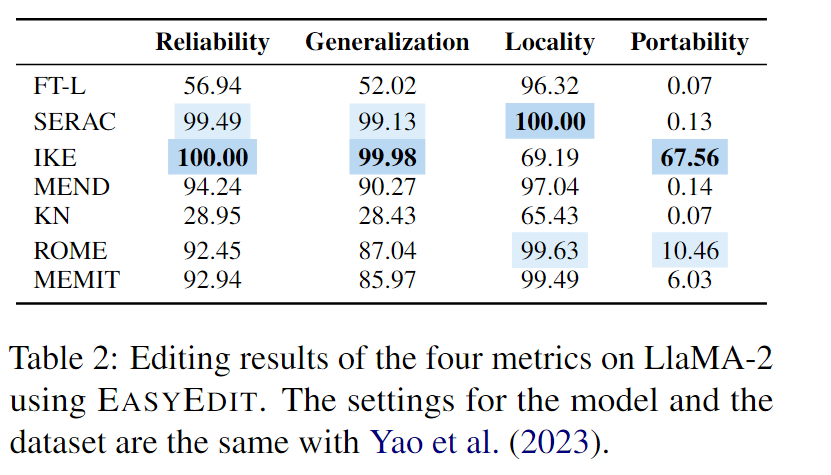 Reliability Generalization Locality Portability
FT-L 56.94 52.02 96.32 0.07
SERAC 99.49 99.13 100.00 0.13
IKE 100.00 99.98 69.19 67.56
MEND 94.24 90.27 97.04 0.14
KN 28.95 28.43 65.43 0.07
ROME 92.45 87.04 99.63 10.46
MEMIT 92.94 85.97 99.49 6.03
Table 2: Editing results of the four metrics on LlaMA-2
using EASYEDIT. The settings for the model and the
dataset are the same with Yao et al. (2023).